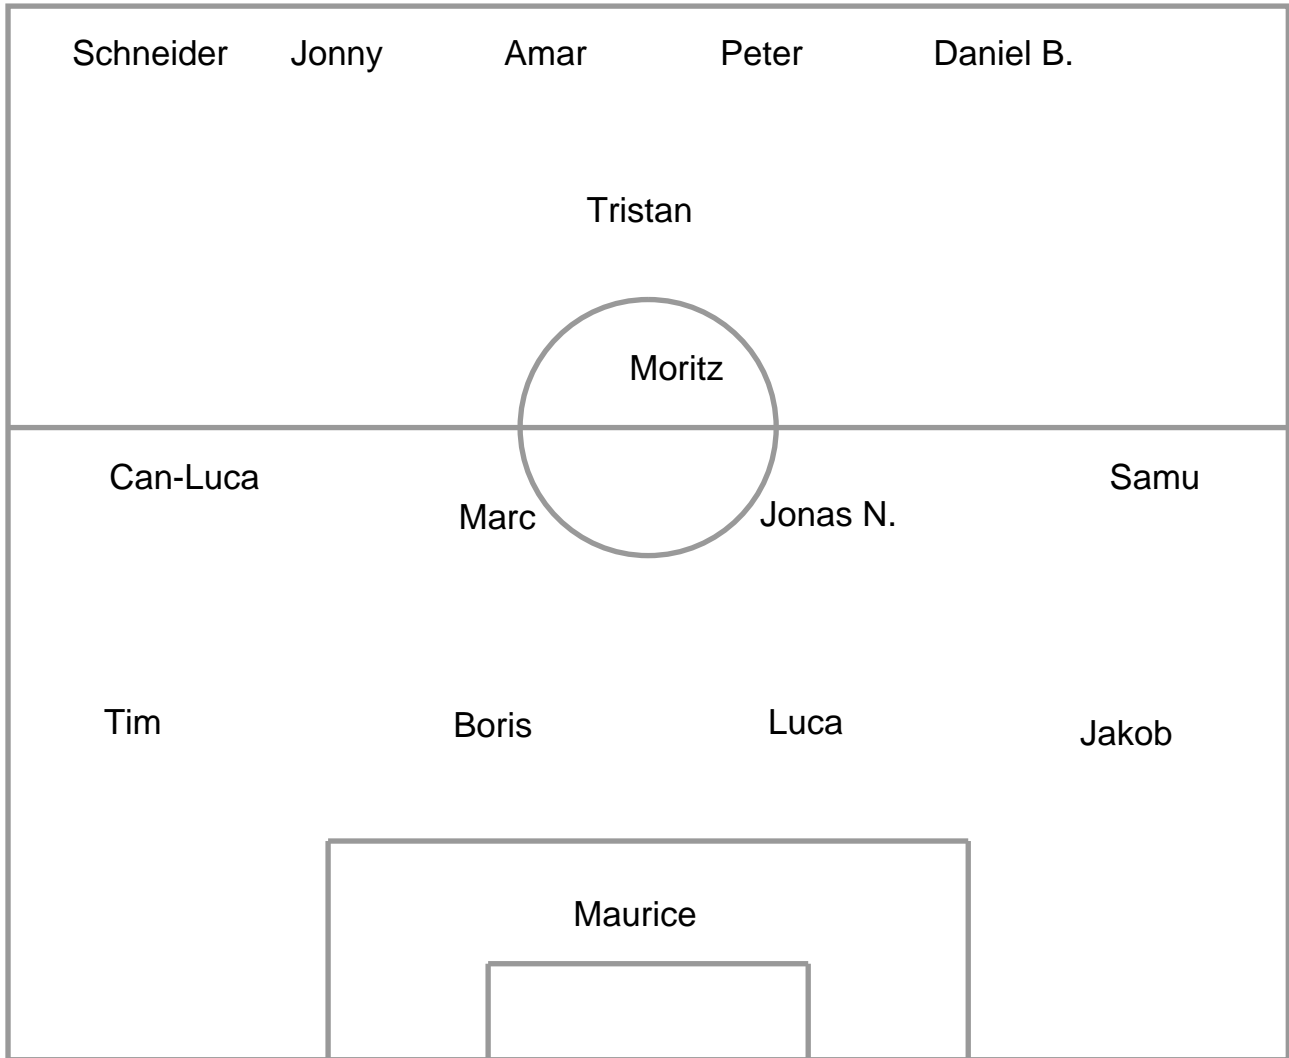 Schneider Jonny Amar Peter Daniel B.
Tristan
Moritz
Can-Luca Samu
Marc Jonas N.
Tim Boris Luca Jakob
Maurice